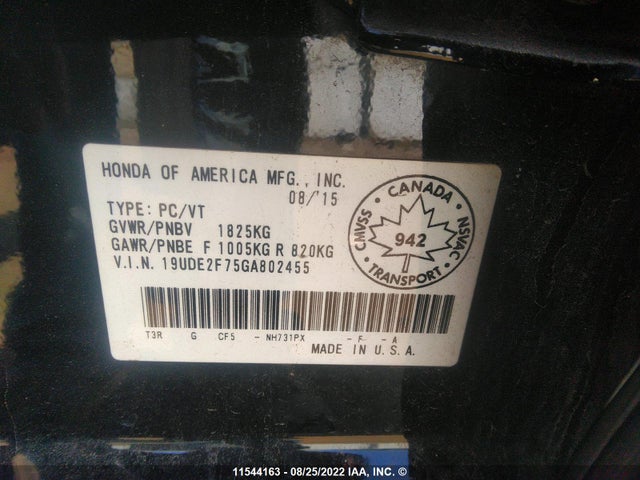 HONDA OF AMERICA MFG., INC.
08/'15
TYPE: PC/VT
GVWR/PNBV 1825KG
GAWR/PNBE F 1005KG R 820KG
V.I.N. 19UDE2F75GA802455
CANADA
CMVSS
942
NSVAC
TRANSPORT
T3R G CF5 - NH731PX - F - A
MADE IN U.S.A.
11544163 - 08/25/2022 IAA, INC. ©